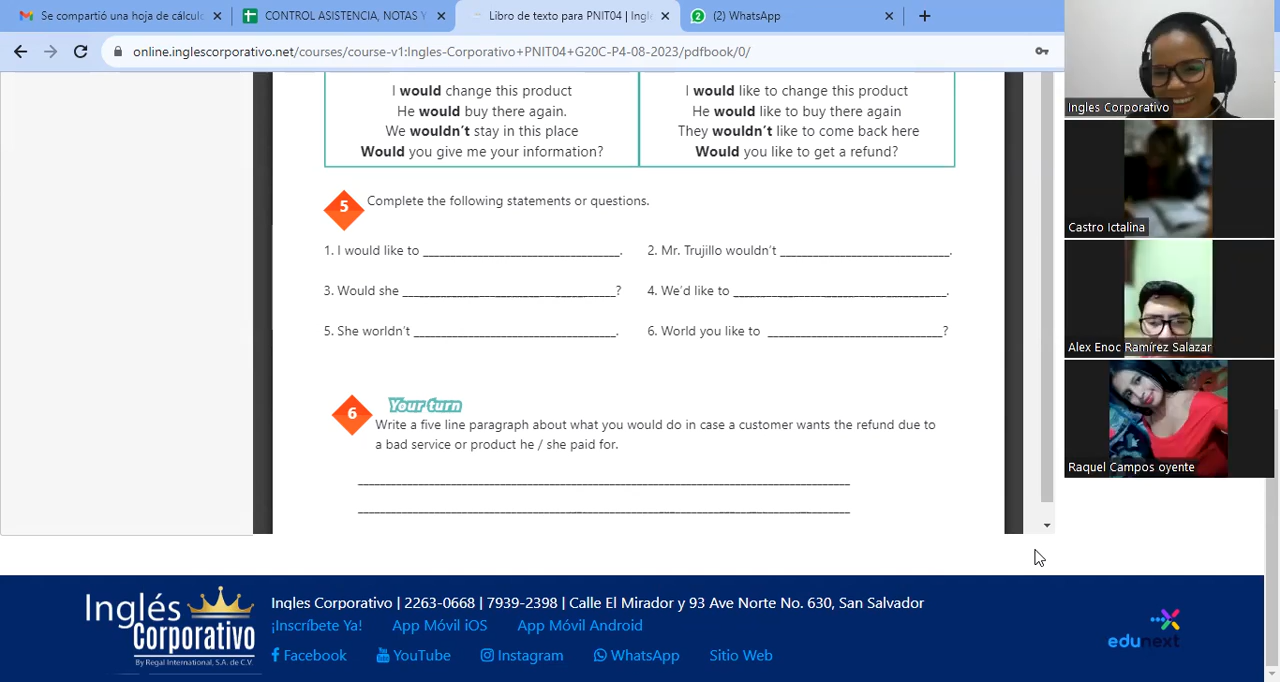 Se compartió una hoja de cálculo
CONTROL ASISTENCIA, NOTAS Y
Libro de texto para PNIT04 | Ingl
(2) WhatsApp
online.inglescorporativo.net/courses/course-v1:Ingles-Corporativo+PNIT04+G20C-P4-08-2023/pdfbook/0/
I would change this product
He would buy there again.
We wouldn't stay in this place
Would you give me your information?
I would like to change this product
He would like to buy there again
They wouldn't like to come back here
Would you like to get a refund?
5 Complete the following statements or questions.
1. I would like to ____________________.
2. Mr. Trujillo wouldn't ____________________.
3. Would she ____________________?
4. We'd like to ____________________.
5. She worldn't ____________________.
6. World you like to ____________________?
6 Your turn
Write a five line paragraph about what you would do in case a customer wants the refund due to
a bad service or product he / she paid for.
Ingles Corporativo
Castro Ictalina
Alex Enoc Ramírez Salazar
Raquel Campos oyente
Inglés
Corporativo
By Regal International, S.A. de C.V.
Ingles Corporativo | 2263-0668 | 7939-2398 | Calle El Mirador y 93 Ave Norte No. 630, San Salvador
¡Inscríbete Ya! App Móvil iOS App Móvil Android
Facebook YouTube Instagram WhatsApp Sitio Web
edunext